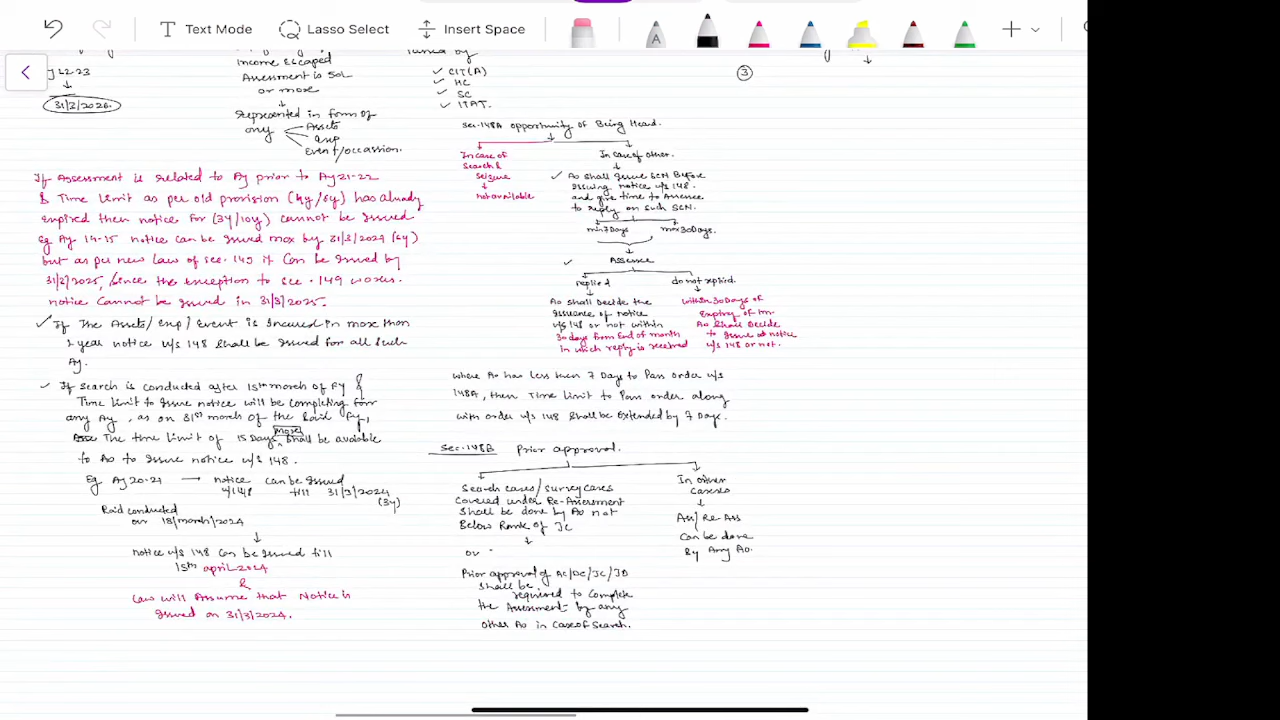 Text Mode
Lasso Select
Insert Space
22-23
31/3/2026
Income Escaped
Assessment is 50L
or more
Represented in form of
any
Assets
Exp
Event/occassion.
If Assessment is related to Ay prior to Ay 21-22
& Time Limit as per old provision (4y/6y) has already
expired then notice for (3y/10y) cannot be Issued
Eg Ay 14-15 notice can be Issued max by 31/3/2021 (6y)
but as per new Law of sec. 149 it Can be Issued by
31/3/2025, since the exception to sec. 149 works.
notice Cannot be issued in 31/3/2025.
If The Assets/Exp/Event is Incured in more than
1 year notice u/s 148 shall be Issued for all Such
Ay.
If search is conducted after 15th march of Fy &
Time limit to Issue notice will be completing for
any Ay, as on 31st march of the Said Fy,
The time limit of 15 Days more shall be avaiable
to Ao to Issue notice u/s 148.
Eg Ay 20-21 → notice u/s 148 can be Issued till 31/3/2024
(3y)
Raid conducted
on 18/march/2024
notice u/s 148 Can be Issued till
15th april 2024
&
Law will Assume that Notice is
Issued on 31/3/2024.
CIT(A)
HC
SC
ITAT.
3
Sec. 148A opportunity of Being Heard.
In case of
Search &
Seizure
not available
In case of other.
Ao shall Issue SCN Before
Issuing notice u/s 148
and give time to Assessee
to reply on Such SCN.
min 7 Days
max 30 Days.
Assessee
replied
do not replied.
Ao shall Decide the
Issuance of notice
u/s 148 or not within
30 days from End of month
In which reply is received
within 30 Days of
Expiry of
Ao Shall Decide
to Issue at notice
u/s 148 or not.
where Ao has less then 7 Days to Pass order u/s
148A, then Time Limit to Pass order along
with order u/s 148 shall be Extended by 7 Days.
Sec. 148B Prior approval.
Search cases/Survey cases
Covered under Re-Assessment
shall be done by Ao not
Below Rank of JC
or
Prior approval of AC/DC/JC/JD
shall be
required to complete
the Assessment by any
other Ao in Case of Search.
In other
Caseses
Ass/Re-Ass
Can be done
By Any Ao.